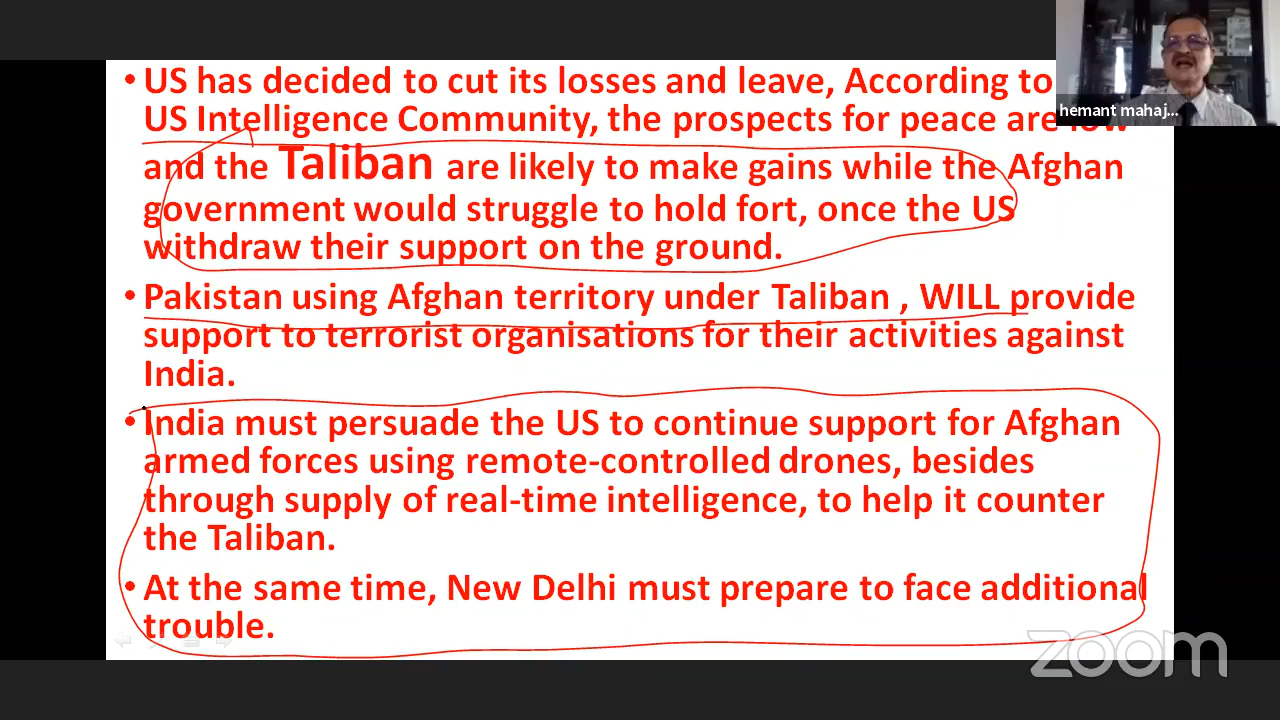 • US has decided to cut its losses and leave, According to
US Intelligence Community, the prospects for peace are low
and the Taliban are likely to make gains while the Afghan
government would struggle to hold fort, once the US
withdraw their support on the ground.
• Pakistan using Afghan territory under Taliban , WILL provide
support to terrorist organisations for their activities against
India.
• India must persuade the US to continue support for Afghan
armed forces using remote-controlled drones, besides
through supply of real-time intelligence, to help it counter
the Taliban.
• At the same time, New Delhi must prepare to face additional
trouble.
hemant mahaj...
zoom